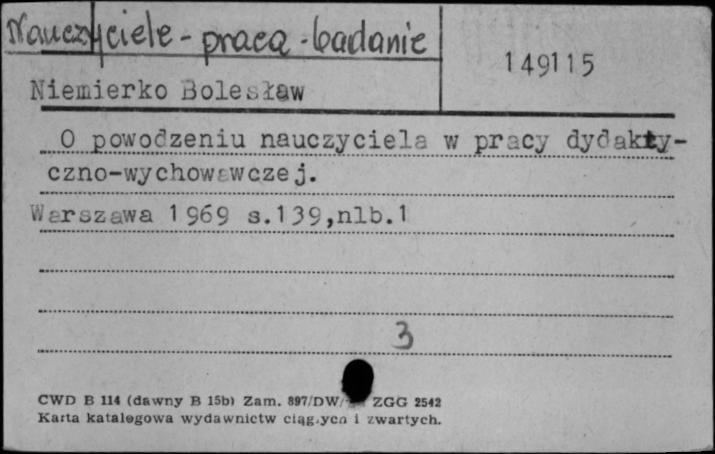 Nauczyciele - praca - badanie
149115
Niemierko Bolesław
O powodzeniu nauczyciela w pracy dydakty-
czno-wychowawczej.
Warszawa 1969 s.139,nlb.1
3
CWD B 114 (dawny B 15b) Zam. 897/DW/ ZGG 2542
Karta katalogowa wydawnictw ciągłych i zwartych.